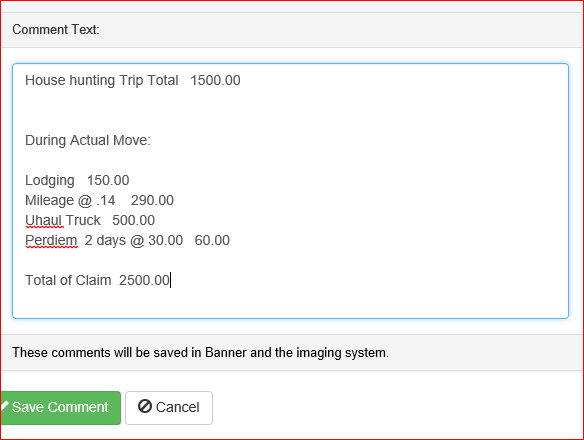 Comment Text:
House hunting Trip Total 1500.00
During Actual Move:
Lodging 150.00
Mileage @ .14 290.00
Uhaul Truck 500.00
Perdiem 2 days @ 30.00 60.00
Total of Claim 2500.00
These comments will be saved in Banner and the imaging system.
Save Comment
Cancel